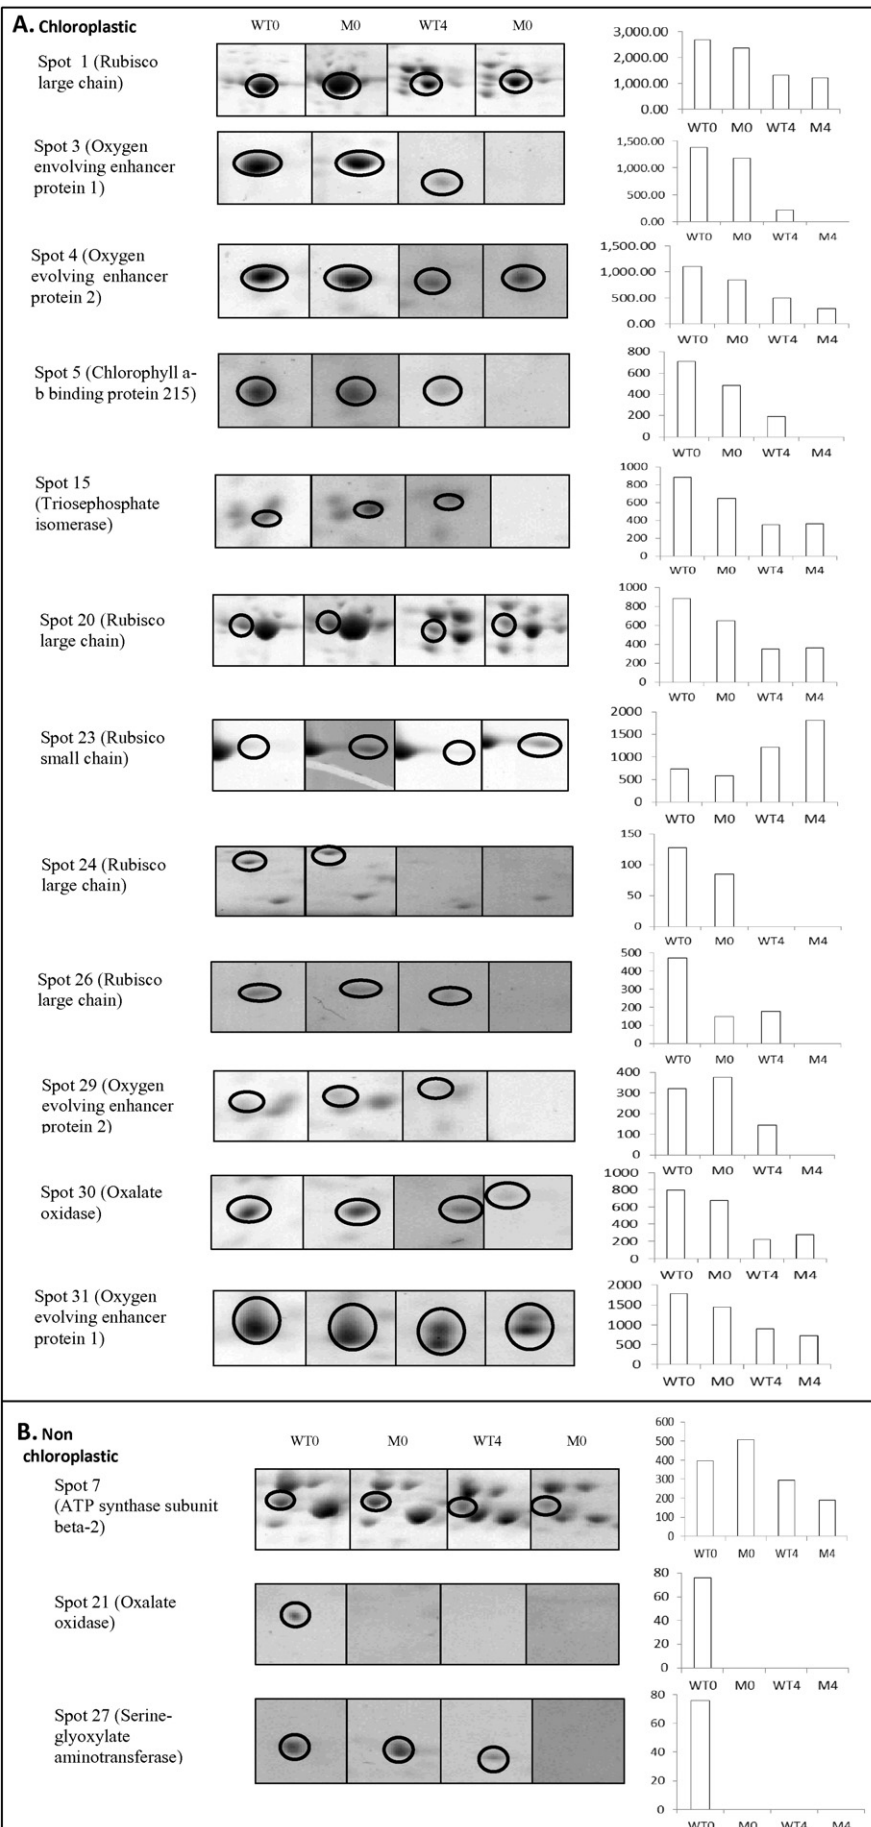 A. Chloroplastic
WT0 M0 WT4 M0
Spot 1 (Rubisco
large chain)
3,000.00
2,000.00
1,000.00
0.00
WT0 M0 WT4 M4
Spot 3 (Oxygen
envolving enhancer
protein 1)
1,500.00
1,000.00
500.00
0.00
WT0 M0 WT4 M4
Spot 4 (Oxygen
evolving enhancer
protein 2)
1,500.00
1,000.00
500.00
0.00
WT0 M0 WT4 M4
Spot 5 (Chlorophyll a-
b binding protein 215)
800
600
400
200
0
WT0 M0 WT4 M4
Spot 15
(Triosephosphate
isomerase)
1000
800
600
400
200
0
WT0 M0 WT4 M4
Spot 20 (Rubisco
large chain)
1000
800
600
400
200
0
WT0 M0 WT4 M4
Spot 23 (Rubsico
small chain)
2000
1500
1000
500
0
WT0 M0 WT4 M4
Spot 24 (Rubisco
large chain)
150
100
50
0
WT0 M0 WT4 M4
Spot 26 (Rubisco
large chain)
500
400
300
200
100
0
WT0 M0 WT4 M4
Spot 29 (Oxygen
evolving enhancer
protein 2)
400
300
200
100
0
WT0 M0 WT4 M4
Spot 30 (Oxalate
oxidase)
1000
800
600
400
200
0
WT0 M0 WT4 M4
Spot 31 (Oxygen
evolving enhancer
protein 1)
2000
1500
1000
500
0
WT0 M0 WT4 M4
B. Non
chloroplastic
WT0 M0 WT4 M0
Spot 7
(ATP synthase subunit
beta-2)
600
500
400
300
200
100
0
WT0 M0 WT4 M4
Spot 21 (Oxalate
oxidase)
80
60
40
20
0
WT0 M0 WT4 M4
Spot 27 (Serine-
glyoxylate
aminotransferase)
80
60
40
20
0
WT0 M0 WT4 M4